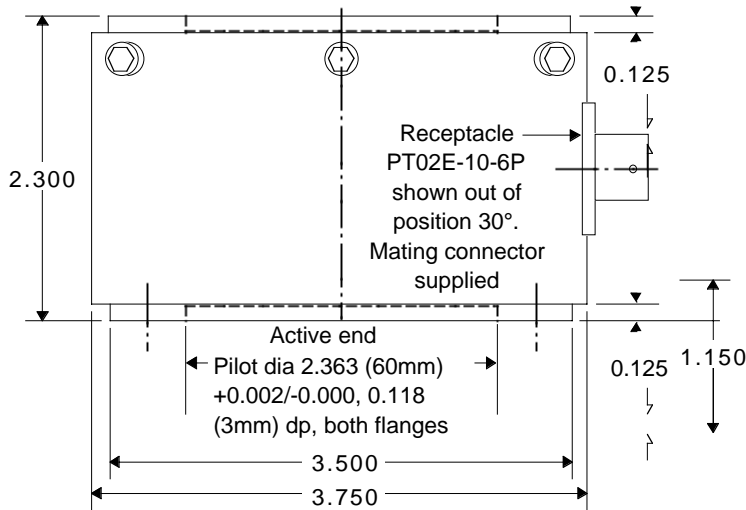 0.125
Receptacle
PT02E-10-6P
shown out of
position 30°.
Mating connector
supplied
2.300
Active end
Pilot dia 2.363 (60mm)
+0.002/-0.000, 0.118
(3mm) dp, both flanges
0.125
1.150
3.500
3.750